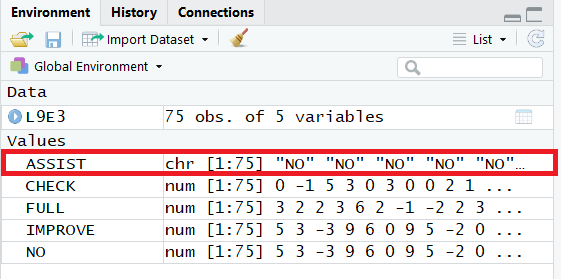 Environment History Connections
Import Dataset List
Global Environment
Data
L9E3 75 obs. of 5 variables
Values
ASSIST chr [1:75] "NO" "NO" "NO" "NO" "NO"…
CHECK num [1:75] 0 -1 5 3 0 3 0 0 2 1 ...
FULL num [1:75] 3 2 2 3 6 2 -1 -2 2 3 ...
IMPROVE num [1:75] 5 3 -3 9 6 0 9 5 -2 0 ...
NO num [1:75] 5 3 -3 9 6 0 9 5 -2 0 ...